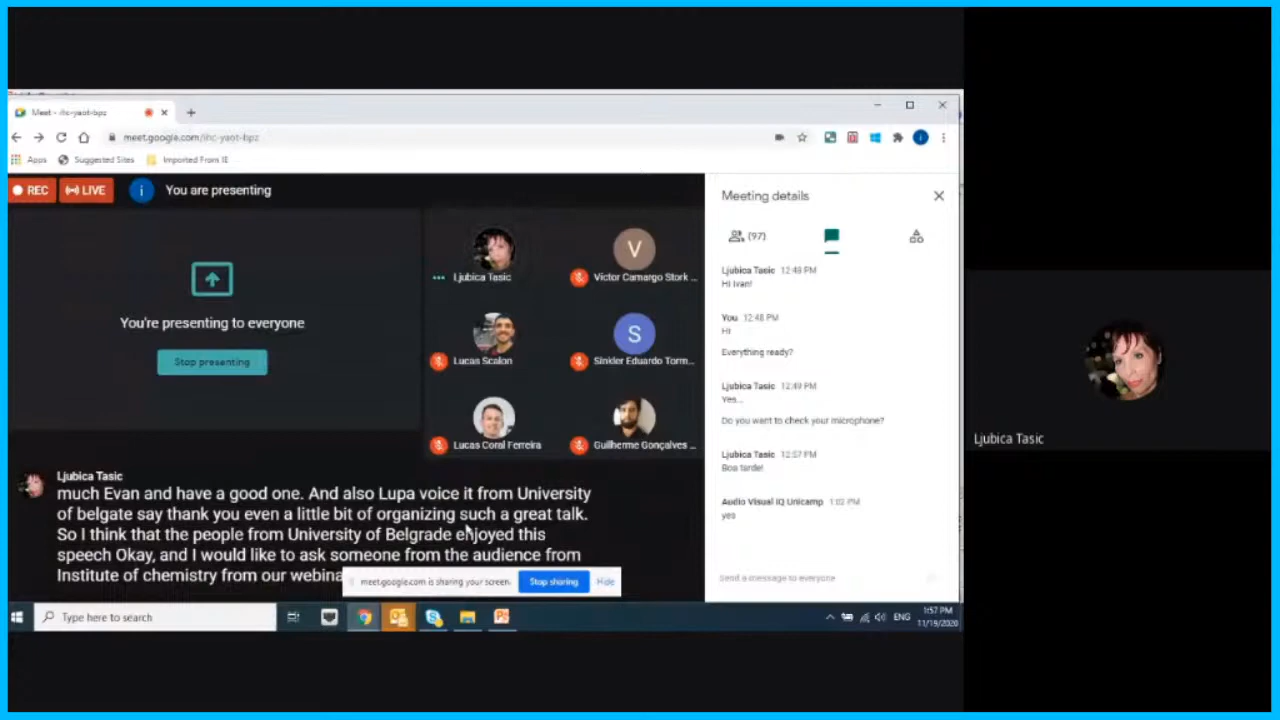 Meet - ihc-yaot-bpz
meet.google.com/ihc-yaot-bpz
Apps Suggested Sites Imported From IE
REC LIVE i You are presenting
You're presenting to everyone
Stop presenting
Ljubica Tasic
V
Victor Camargo Stork ...
Lucas Scalon
S
Sinkler Eduardo Torm...
Lucas Coral Ferreira
Guilherme Gonçalves ...
Ljubica Tasic
much Evan and have a good one. And also Lupa voice it from University
of belgate say thank you even a little bit of organizing such a great talk.
So I think that the people from University of Belgrade enjoyed this
speech Okay, and I would like to ask someone from the audience from
Institute of chemistry from our webina
meet.google.com is sharing your screen. Stop sharing Hide
Meeting details
(97)
Ljubica Tasic 12:48 PM
Hi Ivan!
You 12:48 PM
Hi
Everything ready?
Ljubica Tasic 12:49 PM
Yes...
Do you want to check your microphone?
Ljubica Tasic 12:57 PM
Boa tarde!
Audio Visual IQ Unicamp 1:02 PM
yes
Send a message to everyone
Type here to search
ENG
1:57 PM
11/19/2020
Ljubica Tasic